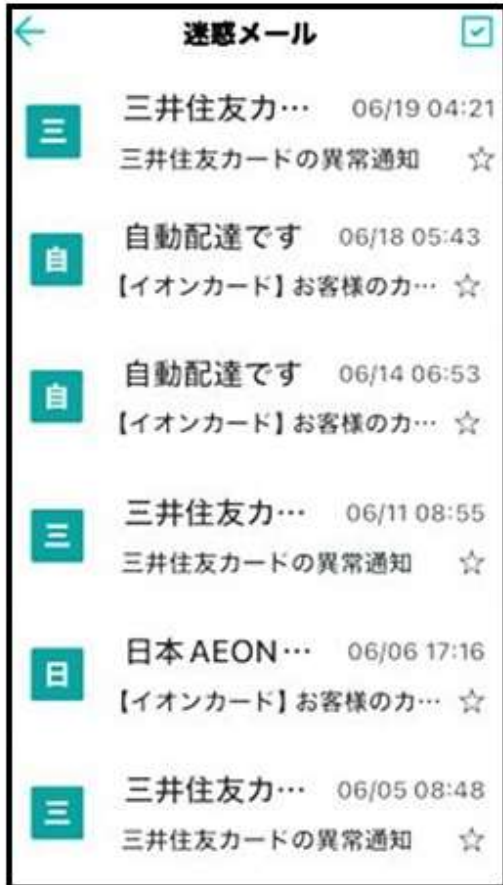 迷惑メール
三
三井住友カ… 06/19 04:21
三井住友カードの異常通知
自
自動配達です 06/18 05:43
【イオンカード】お客様のカ…
自
自動配達です 06/14 06:53
【イオンカード】お客様のカ…
三
三井住友カ… 06/11 08:55
三井住友カードの異常通知
日
日本AEON… 06/06 17:16
【イオンカード】お客様のカ…
三
三井住友カ… 06/05 08:48
三井住友カードの異常通知